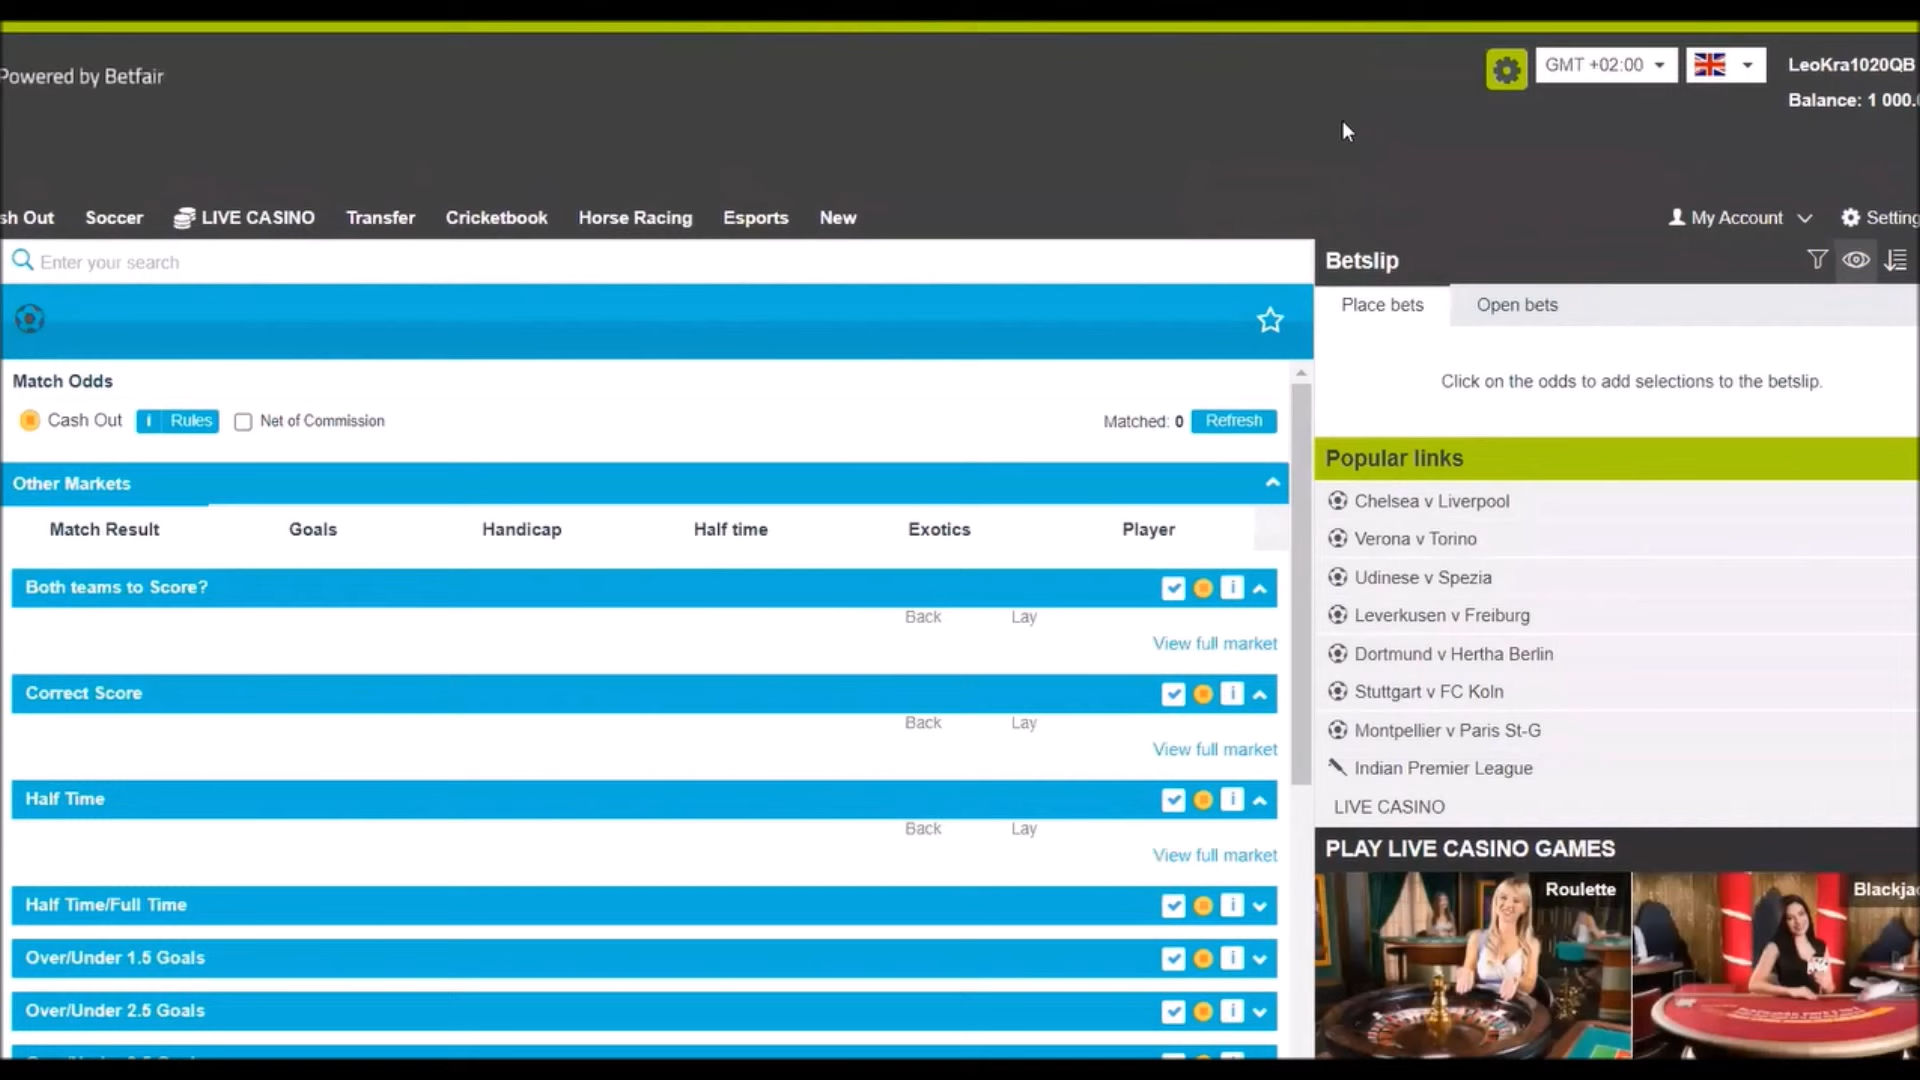 Powered by Betfair
GMT +02:00
LeoKra1020QB
Balance: 1 000.
sh Out Soccer LIVE CASINO Transfer Cricketbook Horse Racing Esports New
My Account Setting
Enter your search
Betslip
Place bets Open bets
Click on the odds to add selections to the betslip.
Match Odds
Cash Out i Rules Net of Commission
Matched: 0 Refresh
Other Markets
Match Result Goals Handicap Half time Exotics Player
Both teams to Score? i
Back Lay
View full market
Correct Score i
Back Lay
View full market
Half Time i
Back Lay
View full market
Half Time/Full Time i
Over/Under 1.5 Goals i
Over/Under 2.5 Goals i
Popular links
Chelsea v Liverpool
Verona v Torino
Udinese v Spezia
Leverkusen v Freiburg
Dortmund v Hertha Berlin
Stuttgart v FC Koln
Montpellier v Paris St-G
Indian Premier League
LIVE CASINO
PLAY LIVE CASINO GAMES
Roulette
Blackja